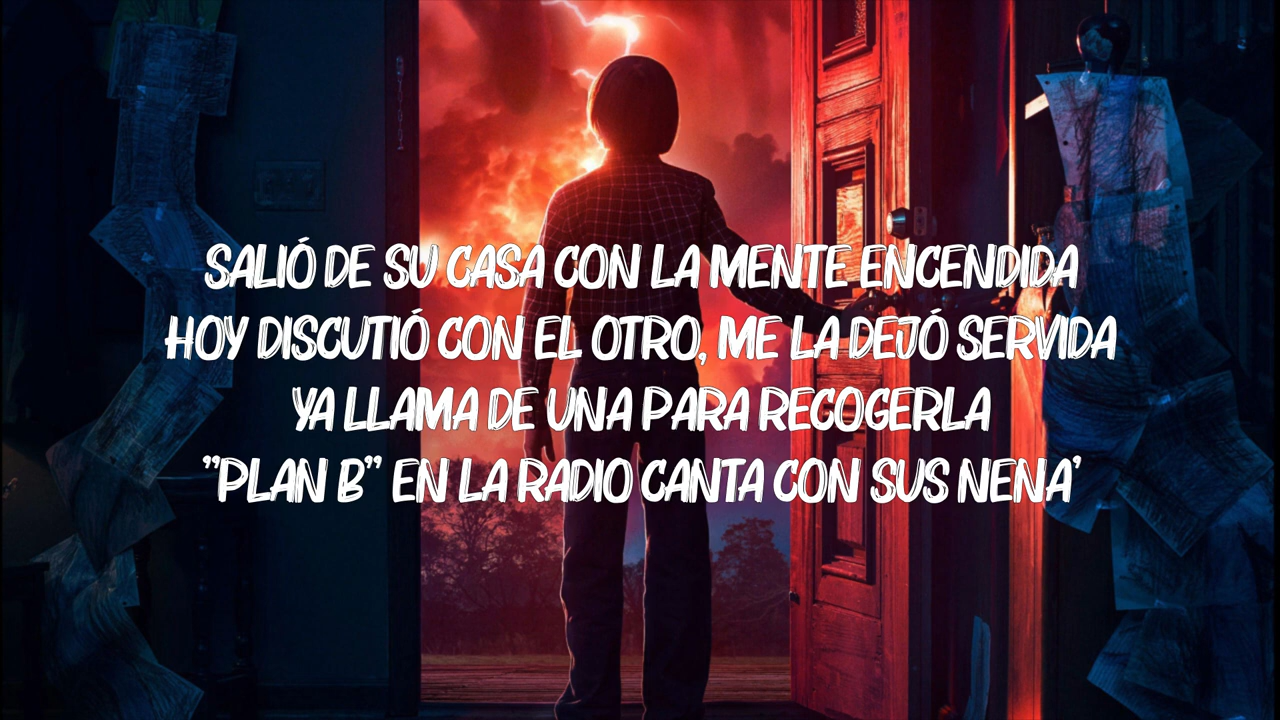 SALIÓ DE SU CASA CON LA MENTE ENCENDIDA
HOY DISCUTIÓ CON EL OTRO, ME LA DEJÓ SERVIDA
YA LLAMA DE UNA PARA RECOGERLA
"PLAN B" EN LA RADIO CANTA CON SUS NENA'